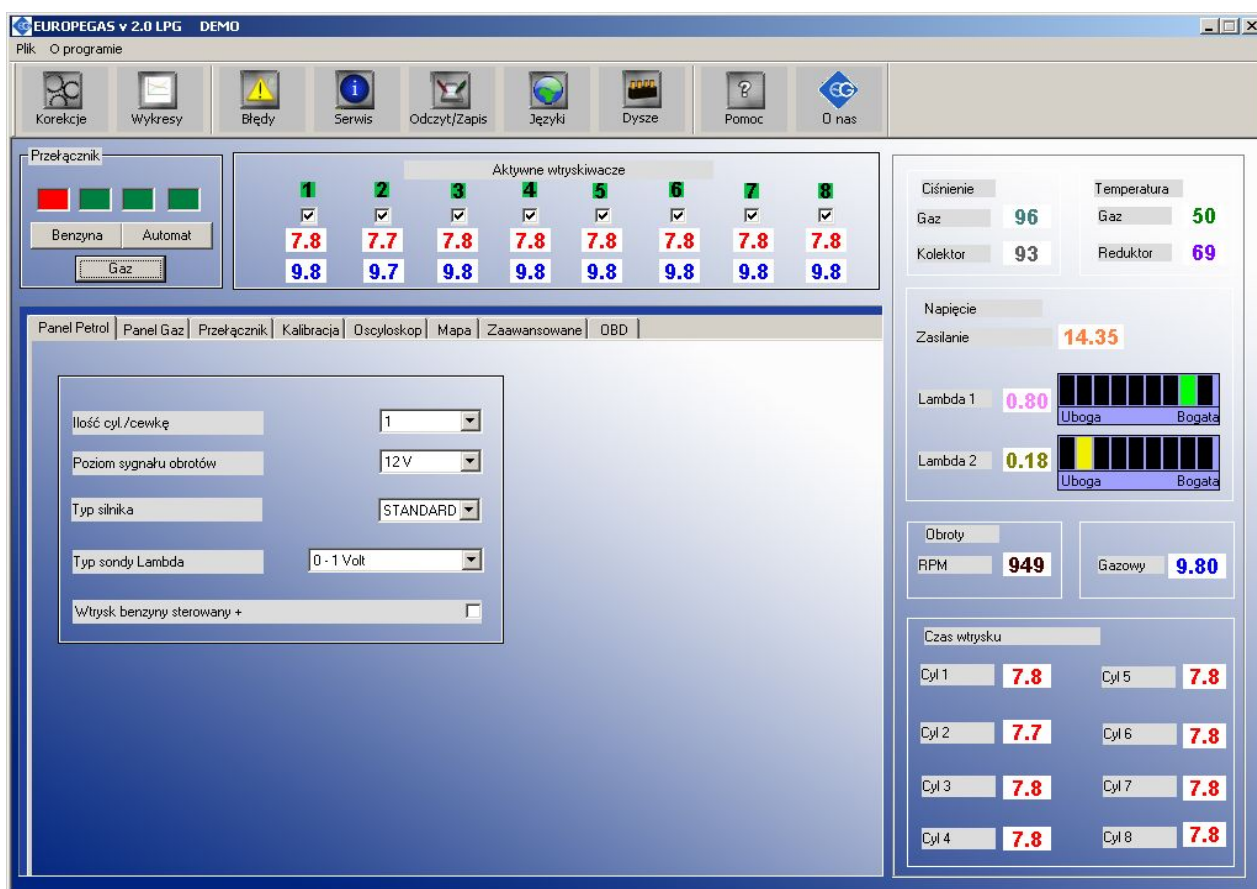 EUROPEGAS v 2.0 LPG DEMO
Plik O programie
Korekcje Wykresy Błędy Serwis Odczyt/Zapis Języki Dysze Pomoc O nas
Przełącznik
Benzyna Automat
Gaz
Aktywne wtryskiwacze
1 2 3 4 5 6 7 8
7.8 7.7 7.8 7.8 7.8 7.8 7.8 7.8
9.8 9.7 9.8 9.8 9.8 9.8 9.8 9.8
Ciśnienie
Gaz 96
Kolektor 93
Temperatura
Gaz 50
Reduktor 69
Panel Petrol Panel Gaz Przełącznik Kalibracja Oscyloskop Mapa Zaawansowane OBD
Ilość cyl./cewkę 1
Poziom sygnału obrotów 12 V
Typ silnika STANDARD
Typ sondy Lambda 0 - 1 Volt
Wtrysk benzyny sterowany +
Napięcie
Zasilanie 14.35
Lambda 1 0.80
Uboga Bogata
Lambda 2 0.18
Uboga Bogata
Obroty
RPM 949
Gazowy 9.80
Czas wtrysku
Cyl 1 7.8 Cyl 5 7.8
Cyl 2 7.7 Cyl 6 7.8
Cyl 3 7.8 Cyl 7 7.8
Cyl 4 7.8 Cyl 8 7.8